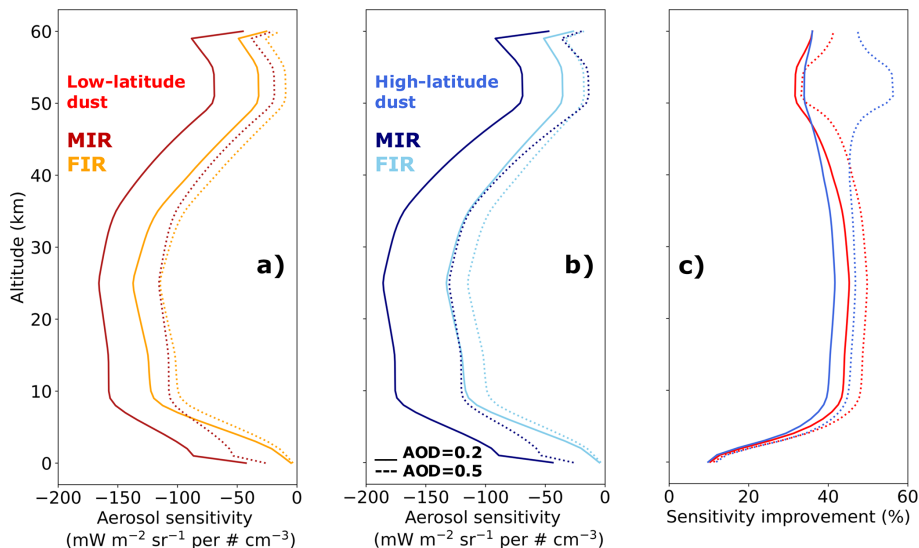 60
50
40
30
20
10
0
Altitude (km)
Low-latitude
dust
MIR
FIR
a)
−200 −150 −100 −50 0
Aerosol sensitivity
(mW m⁻² sr⁻¹ per # cm⁻³)
High-latitude
dust
MIR
FIR
b)
AOD=0.2
AOD=0.5
−200 −150 −100 −50 0
Aerosol sensitivity
(mW m⁻² sr⁻¹ per # cm⁻³)
c)
0 20 40 60
Sensitivity improvement (%)